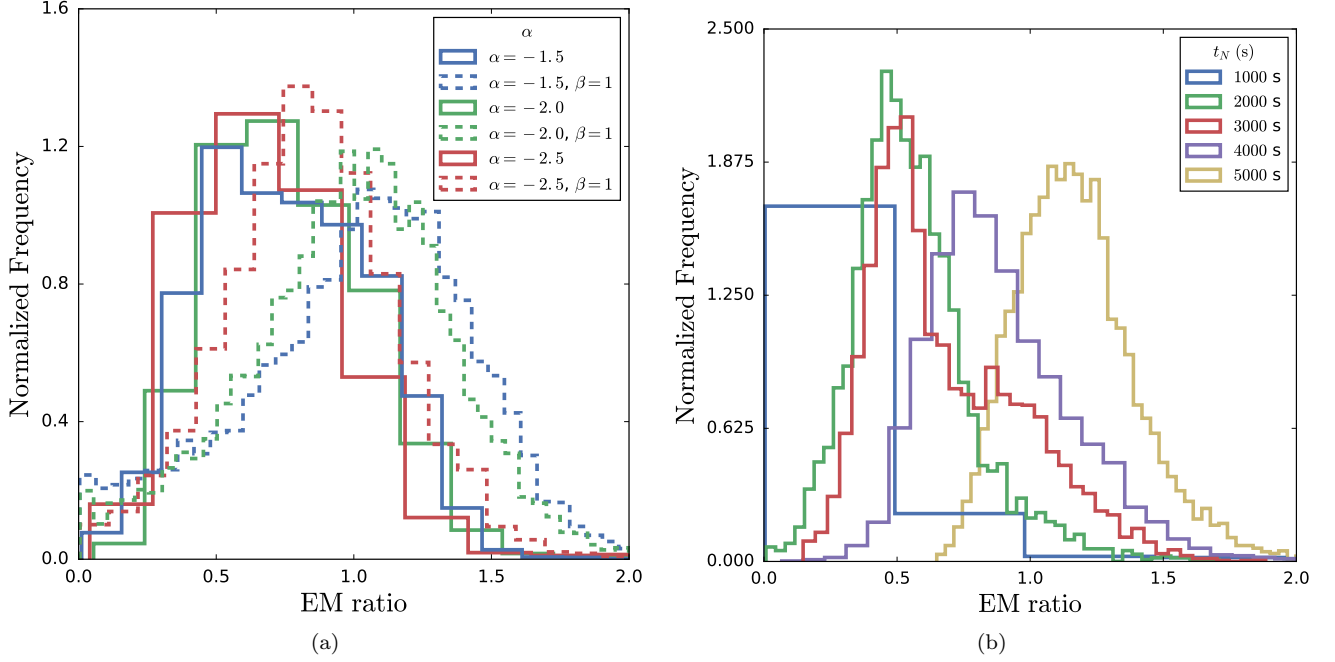 1.6
1.2
0.8
0.4
0.0
Normalized Frequency
α
α = −1.5
α = −1.5, β = 1
α = −2.0
α = −2.0, β = 1
α = −2.5
α = −2.5, β = 1
0.0 0.5 1.0 1.5 2.0
EM ratio
(a)
2.500
1.875
1.250
0.625
0.000
Normalized Frequency
t_N (s)
1000 s
2000 s
3000 s
4000 s
5000 s
0.0 0.5 1.0 1.5 2.0
EM ratio
(b)